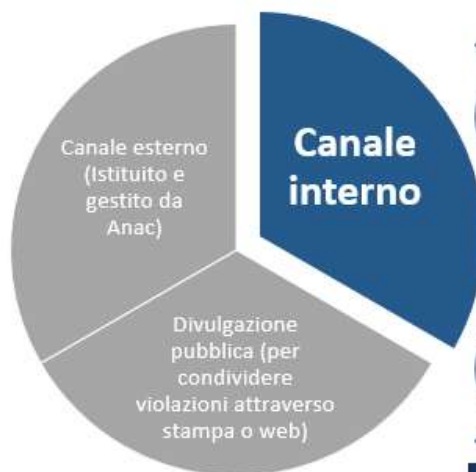 Canale
interno
Canale esterno
(Istituito e
gestito da
Anac)
Divulgazione
pubblica (per
condividere
violazioni attraverso
stampa o web)